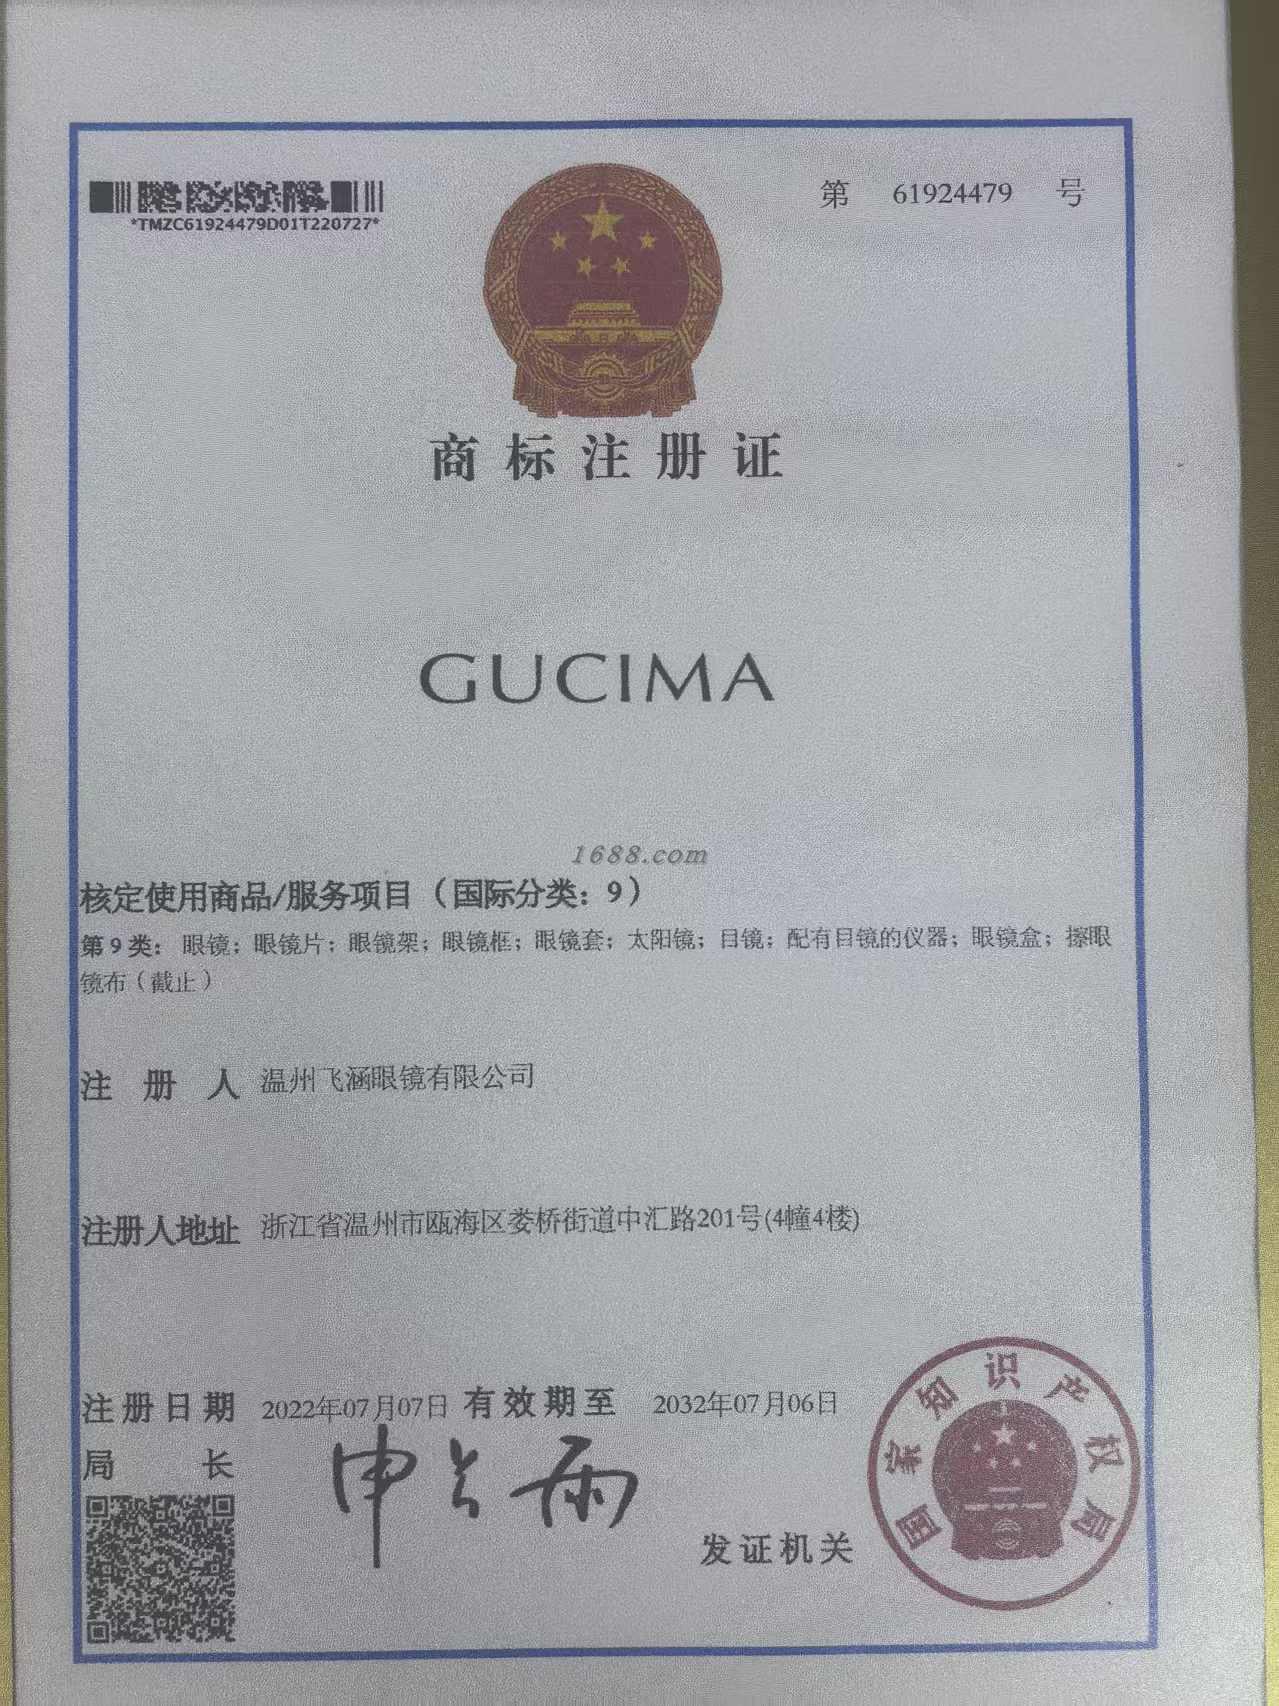 *TMZC61924479D01T220727*
第 61924479 号
商标注册证
GUCIMA
1688.com
核定使用商品/服务项目（国际分类：9）
第9类：眼镜；眼镜片；眼镜架；眼镜框；眼镜套；太阳镜；目镜；配有目镜的仪器；眼镜盒；擦眼
镜布（截止）
注册人 温州飞涵眼镜有限公司
注册人地址 浙江省温州市瓯海区娄桥街道中汇路201号(4幢4楼)
注册日期 2022年07月07日 有效期至 2032年07月06日
局长 申长雨
发证机关
国家知识产权局